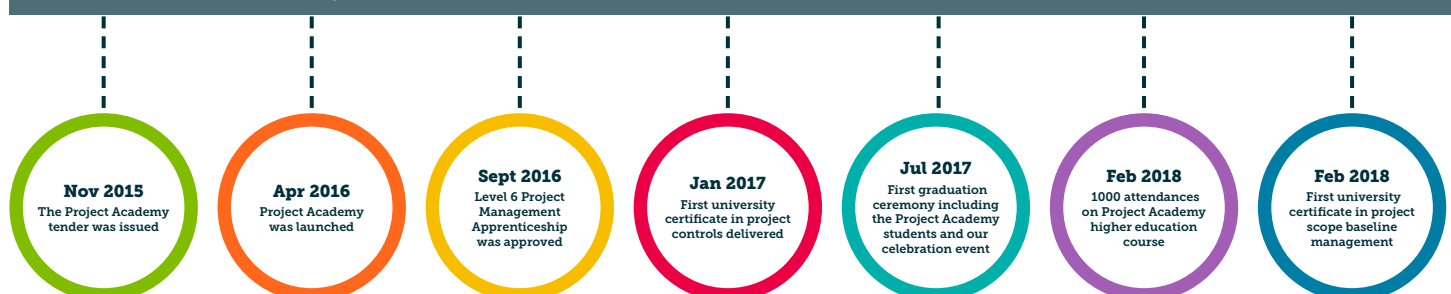 Nov 2015
The Project Academy
tender was issued
Apr 2016
Project Academy
was launched
Sept 2016
Level 6 Project
Management
Apprenticeship
was approved
Jan 2017
First university
certificate in project
controls delivered
Jul 2017
First graduation
ceremony including
the Project Academy
students and our
celebration event
Feb 2018
1000 attendances
on Project Academy
higher education
course
Feb 2018
First university
certificate in project
scope baseline
management